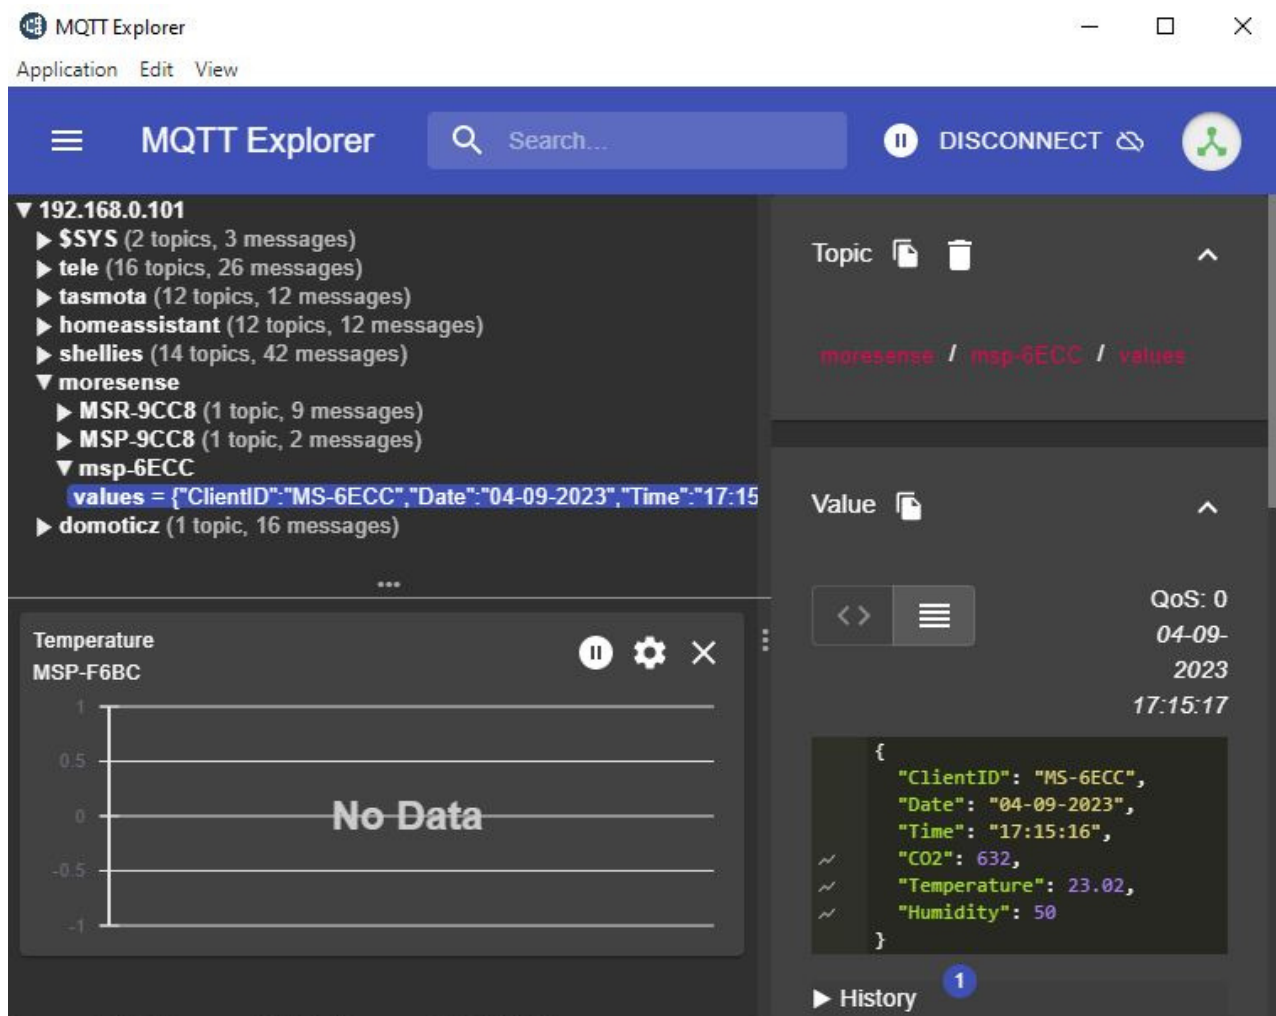 MQTT Explorer
Application Edit View
MQTT Explorer
Search...
DISCONNECT
▼ 192.168.0.101
▶ $SYS (2 topics, 3 messages)
▶ tele (16 topics, 26 messages)
▶ tasmota (12 topics, 12 messages)
▶ homeassistant (12 topics, 12 messages)
▶ shellies (14 topics, 42 messages)
▼ moresense
▶ MSR-9CC8 (1 topic, 9 messages)
▶ MSP-9CC8 (1 topic, 2 messages)
▼ msp-6ECC
values = {"ClientID":"MS-6ECC","Date":"04-09-2023","Time":"17:15
▶ domoticz (1 topic, 16 messages)
Temperature
MSP-F6BC
1
0.5
0
-0.5
-1
No Data
Topic
moresense / msp-6ECC / values
Value
QoS: 0
04-09-
2023
17:15:17
{
"ClientID": "MS-6ECC",
"Date": "04-09-2023",
"Time": "17:15:16",
"CO2": 632,
"Temperature": 23.02,
"Humidity": 50
}
▶ History 1